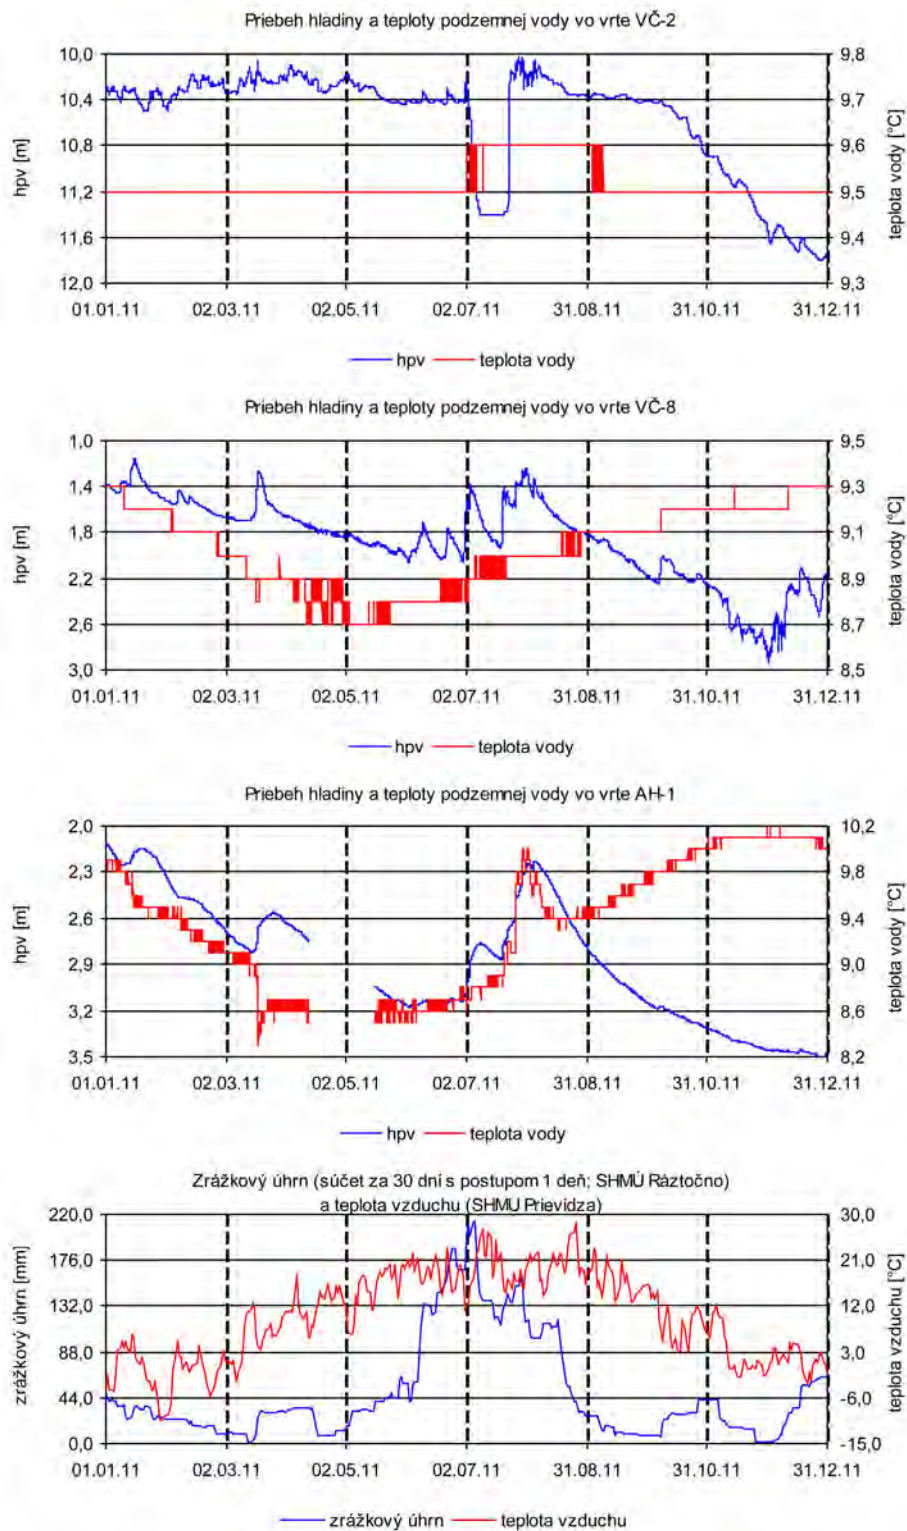 Priebeh hladiny a teploty podzemnej vody vo vrte VČ-2
10,0
10,4
10,8
11,2
11,6
12,0
hpv [m]
9,8
9,7
9,6
9,5
9,4
9,3
teplota vody [°C]
01.01.11 02.03.11 02.05.11 02.07.11 31.08.11 31.10.11 31.12.11
hpv teplota vody
Priebeh hladiny a teploty podzemnej vody vo vrte VČ-8
1,0
1,4
1,8
2,2
2,6
3,0
hpv [m]
9,5
9,3
9,1
8,9
8,7
8,5
teplota vody [°C]
01.01.11 02.03.11 02.05.11 02.07.11 31.08.11 31.10.11 31.12.11
hpv teplota vody
Priebeh hladiny a teploty podzemnej vody vo vrte AH-1
2,0
2,3
2,6
2,9
3,2
3,5
hpv [m]
10,2
9,8
9,4
9,0
8,6
8,2
teplota vody [°C]
01.01.11 02.03.11 02.05.11 02.07.11 31.08.11 31.10.11 31.12.11
hpv teplota vody
Zrážkový úhrn (súčet za 30 dní s postupom 1 deň; SHMÚ Ráztočno)
a teplota vzduchu (SHMÚ Prievidza)
220,0
176,0
132,0
88,0
44,0
0,0
zrážkový úhrn [mm]
30,0
21,0
12,0
3,0
-6,0
-15,0
teplota vzduchu [°C]
01.01.11 02.03.11 02.05.11 02.07.11 31.08.11 31.10.11 31.12.11
zrážkový úhrn teplota vzduchu